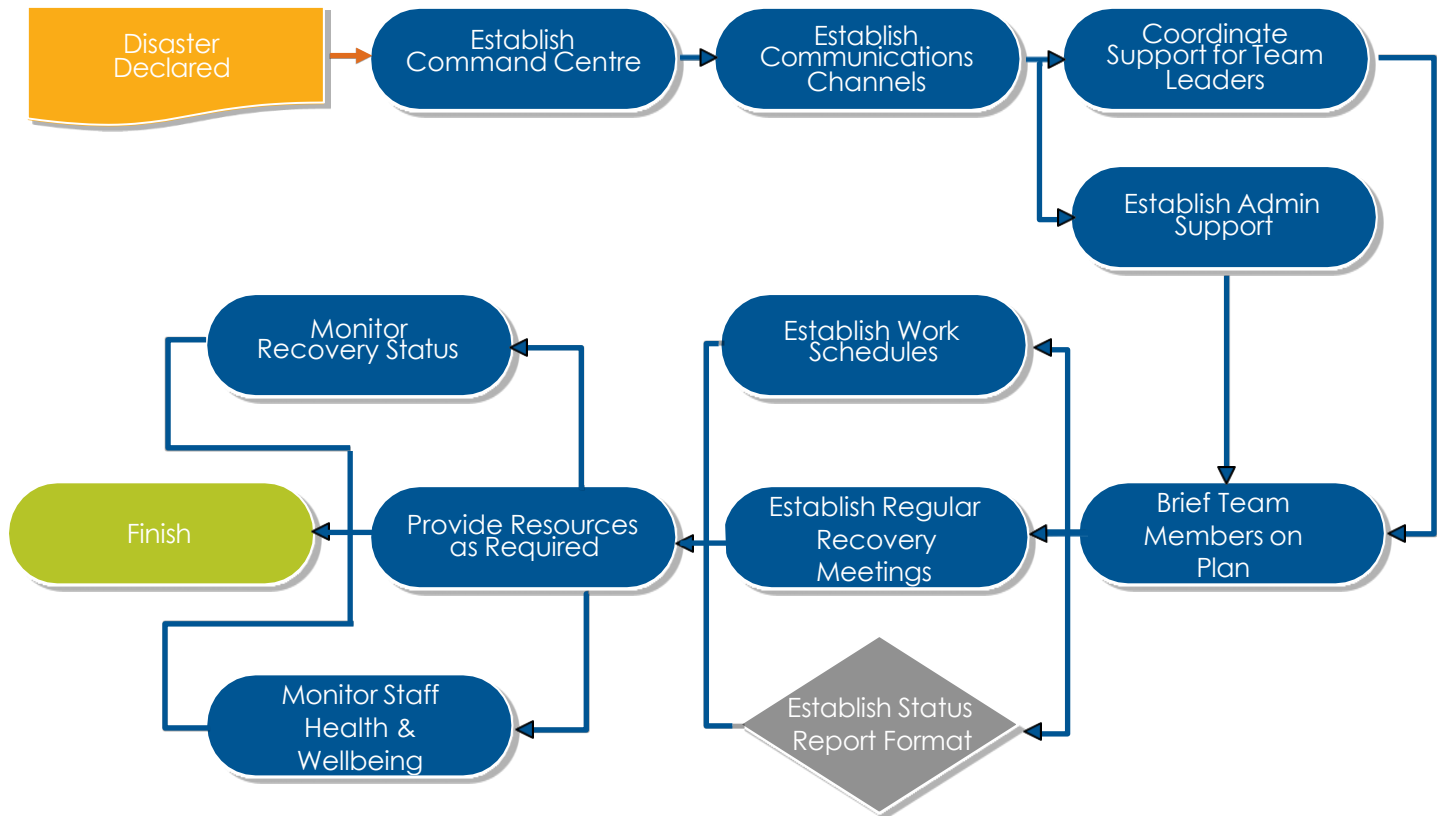 Disaster
Declared
Establish
Command Centre
Establish
Communications
Channels
Coordinate
Support for Team
Leaders
Establish Admin
Support
Monitor
Recovery Status
Establish Work
Schedules
Finish
Provide Resources
as Required
Establish Regular
Recovery
Meetings
Brief Team
Members on
Plan
Monitor Staff
Health &
Wellbeing
Establish Status
Report Format